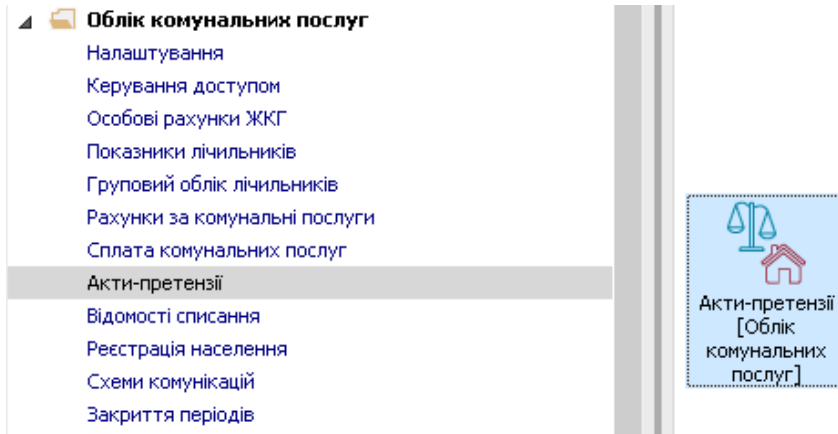 Облік комунальних послуг
Налаштування
Керування доступом
Особові рахунки ЖКГ
Показники лічильників
Груповий облік лічильників
Рахунки за комунальні послуги
Сплата комунальних послуг
Акти-претензії
Відомості списання
Реєстрація населення
Схеми комунікацій
Закриття періодів
Акти-претензії
[Облік
комунальних
послуг]